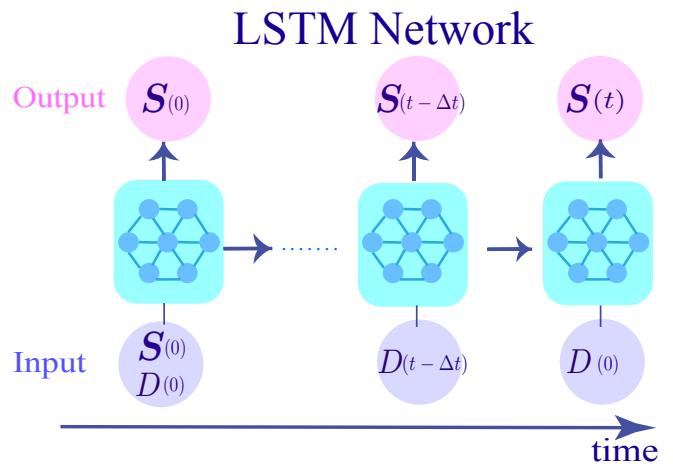 LSTM Network
Output S(0) S(t − Δt) S(t)
.......
Input S(0) D(t − Δt) D(0)
D(0)
time